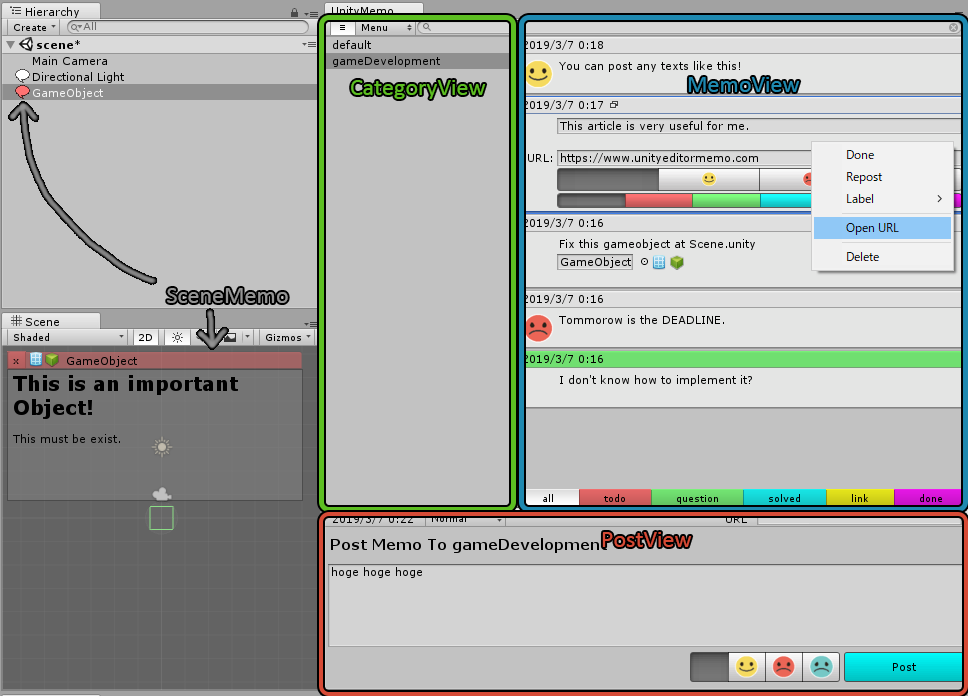 Hierarchy
Create
All
scene*
Main Camera
Directional Light
GameObject
SceneMemo
Scene
Shaded
2D
Gizmos
x
GameObject
This is an important
Object!
This must be exist.
UnityMemo
Menu
default
gameDevelopment
CategoryView
2019/3/7 0:18
You can post any texts like this!
MemoView
2019/3/7 0:17
This article is very useful for me.
URL: https://www.unityeditormemo.com
Done
Repost
Label
Open URL
Delete
2019/3/7 0:16
Fix this gameobject at Scene.unity
GameObject
2019/3/7 0:16
Tommorow is the DEADLINE.
2019/3/7 0:16
I don't know how to implement it?
all todo question solved link done
2019/3/7 0:22 Normal URL
Post Memo To gameDevelopment
PostView
hoge hoge hoge
Post